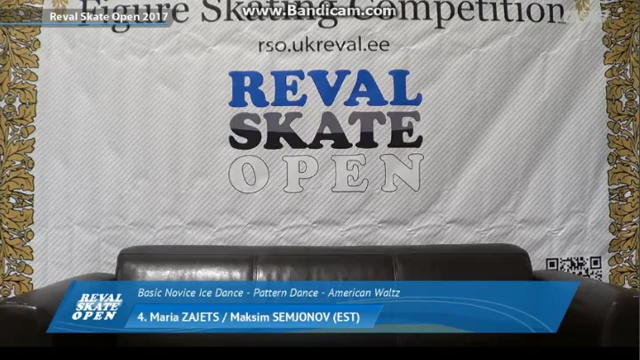 Figure Skating Competition
www.Bandicam.com
Reval Skate Open 2017
rso.ukreval.ee
REVAL
SKATE
OPEN
Basic Novice Ice Dance - Pattern Dance - American Waltz
REVAL
SKATE
OPEN
4. Maria ZAJETS / Maksim SEMJONOV (EST)